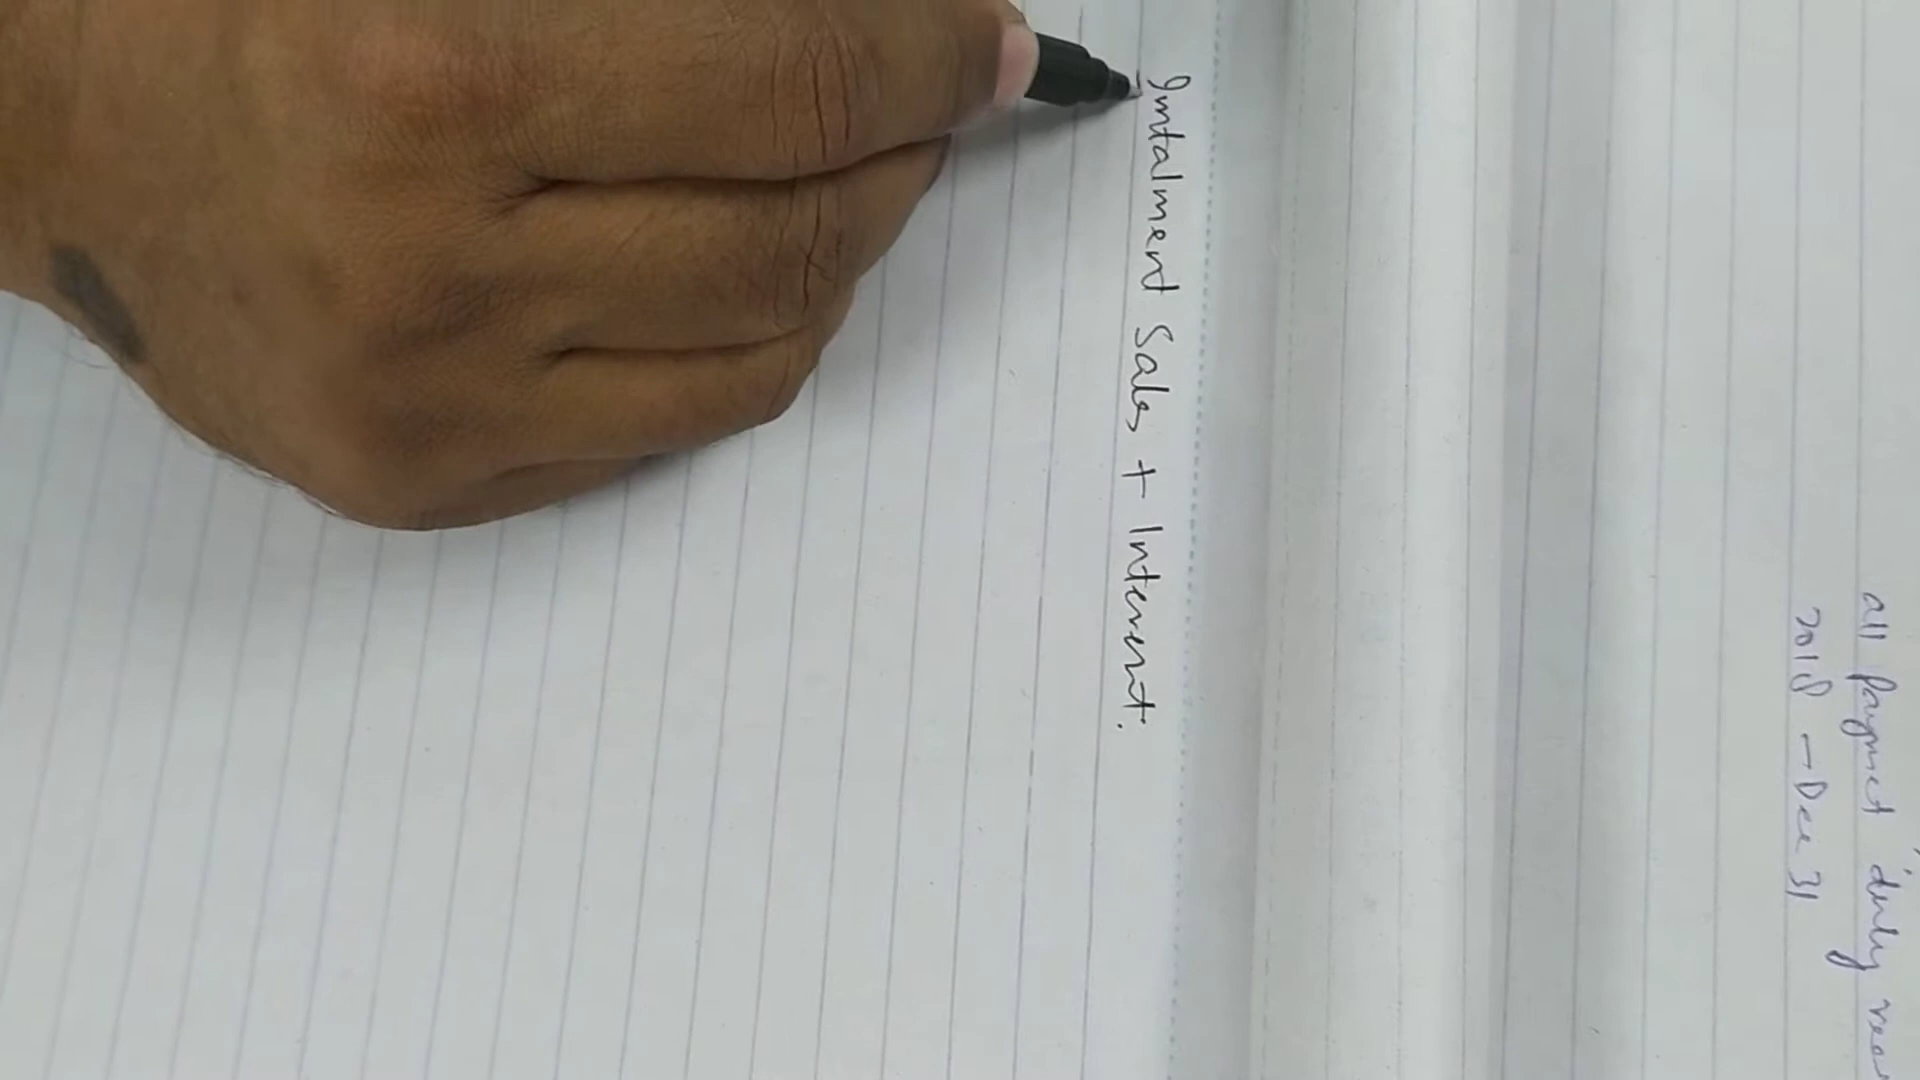 all Payment duly
2018 - Dec 31
Instalment Sales + Interest.